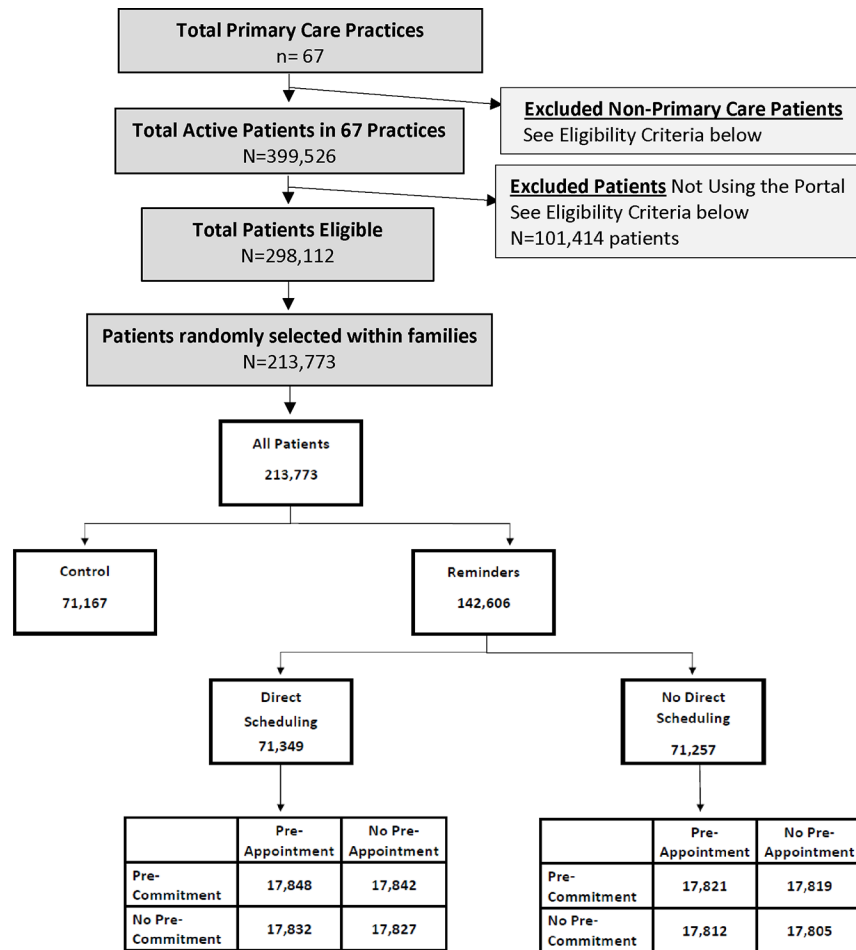 Total Primary Care Practices
n= 67
Excluded Non-Primary Care Patients
See Eligibility Criteria below
Total Active Patients in 67 Practices
N=399,526
Excluded Patients Not Using the Portal
See Eligibility Criteria below
N=101,414 patients
Total Patients Eligible
N=298,112
Patients randomly selected within families
N=213,773
All Patients
213,773
Control
71,167
Reminders
142,606
Direct
Scheduling
71,349
No Direct
Scheduling
71,257
Pre-
Appointment
No Pre-
Appointment
Pre-
Commitment
17,848
17,842
No Pre-
Commitment
17,832
17,827
Pre-
Appointment
No Pre-
Appointment
Pre-
Commitment
17,821
17,819
No Pre-
Commitment
17,812
17,805